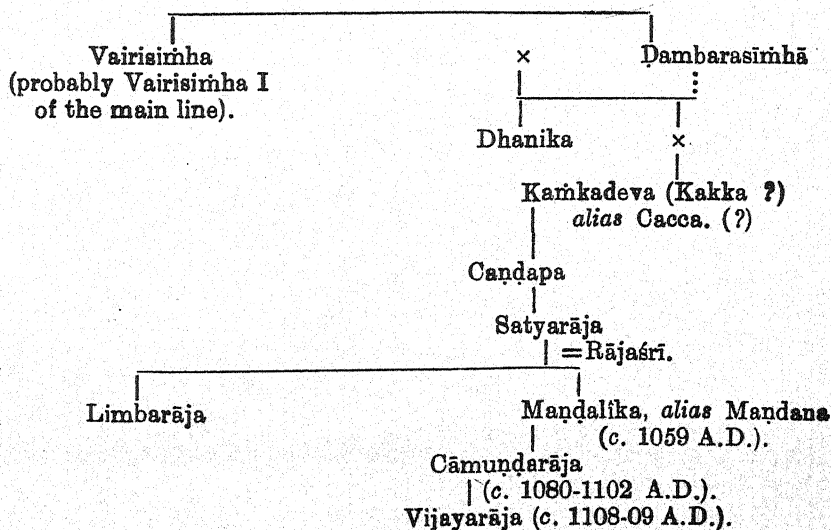 Vairisiṁha
(probably Vairisiṁha I
of the main line).
× Ḍambarasīṁhā
Dhanika ×
Kaṁkadeva (Kakka ?)
alias Cacca. (?)
Caṇḍapa
Satyarāja
=Rājaśrī.
Limbarāja
Maṇḍalīka, alias Maṇdana
(c. 1059 A.D.).
Cāmuṇḍarāja
(c. 1080-1102 A.D.).
Vijayarāja (c. 1108-09 A.D.).